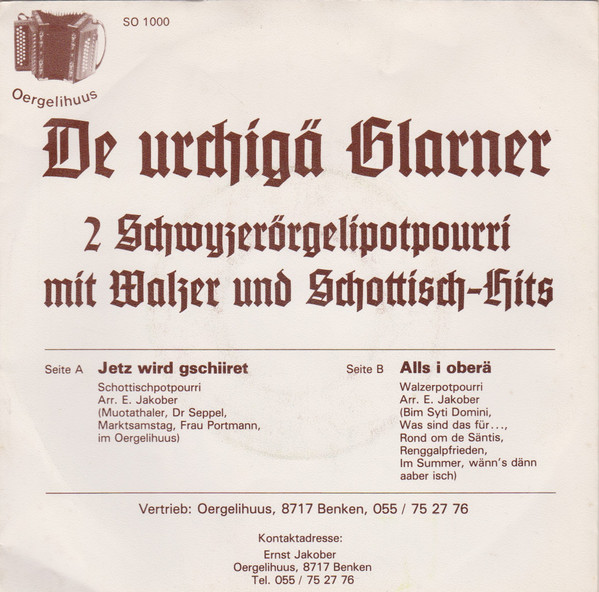 SO 1000
Oergelihuus
De urchigä Glarner
2 Schwyzerörgelipotpourri
mit Walzer und Schottisch-Hits
Seite A Jetz wird gschiiret
Schottischpotpourri
Arr. E. Jakober
(Muotathaler, Dr Seppel,
Marktsamstag, Frau Portmann,
im Oergelihuus)
Seite B Alls i oberä
Walzerpotpourri
Arr. E. Jakober
(Bim Syti Domini,
Was sind das für...,
Rond om de Säntis,
Renggalpfrieden,
Im Summer, wänn's dänn
aaber isch)
Vertrieb: Oergelihuus, 8717 Benken, 055 / 75 27 76
Kontaktadresse:
Ernst Jakober
Oergelihuus, 8717 Benken
Tel. 055 / 75 27 76